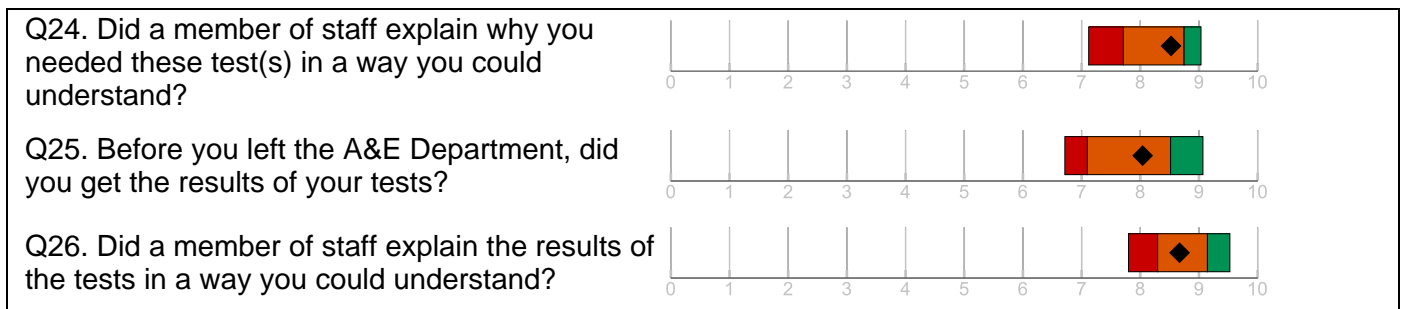 Q24. Did a member of staff explain why you
needed these test(s) in a way you could
understand?
0 1 2 3 4 5 6 7 8 9 10
Q25. Before you left the A&E Department, did
you get the results of your tests?
0 1 2 3 4 5 6 7 8 9 10
Q26. Did a member of staff explain the results of
the tests in a way you could understand?
0 1 2 3 4 5 6 7 8 9 10